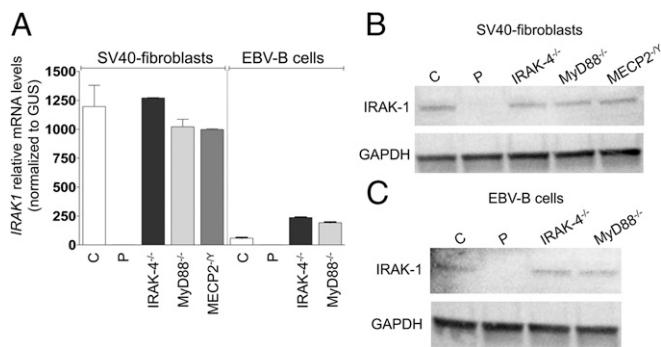 A
SV40-fibroblasts EBV-B cells
IRAK1 relative mRNA levels
(normalized to GUS)
1500
1250
1000
750
500
250
0
C P IRAK-4-/- MyD88-/- MECP2-/Y C P IRAK-4-/- MyD88-/-
B
SV40-fibroblasts
C P IRAK-4-/- MyD88-/- MECP2-/Y
IRAK-1
GAPDH
C
EBV-B cells
C P IRAK-4-/- MyD88-/-
IRAK-1
GAPDH